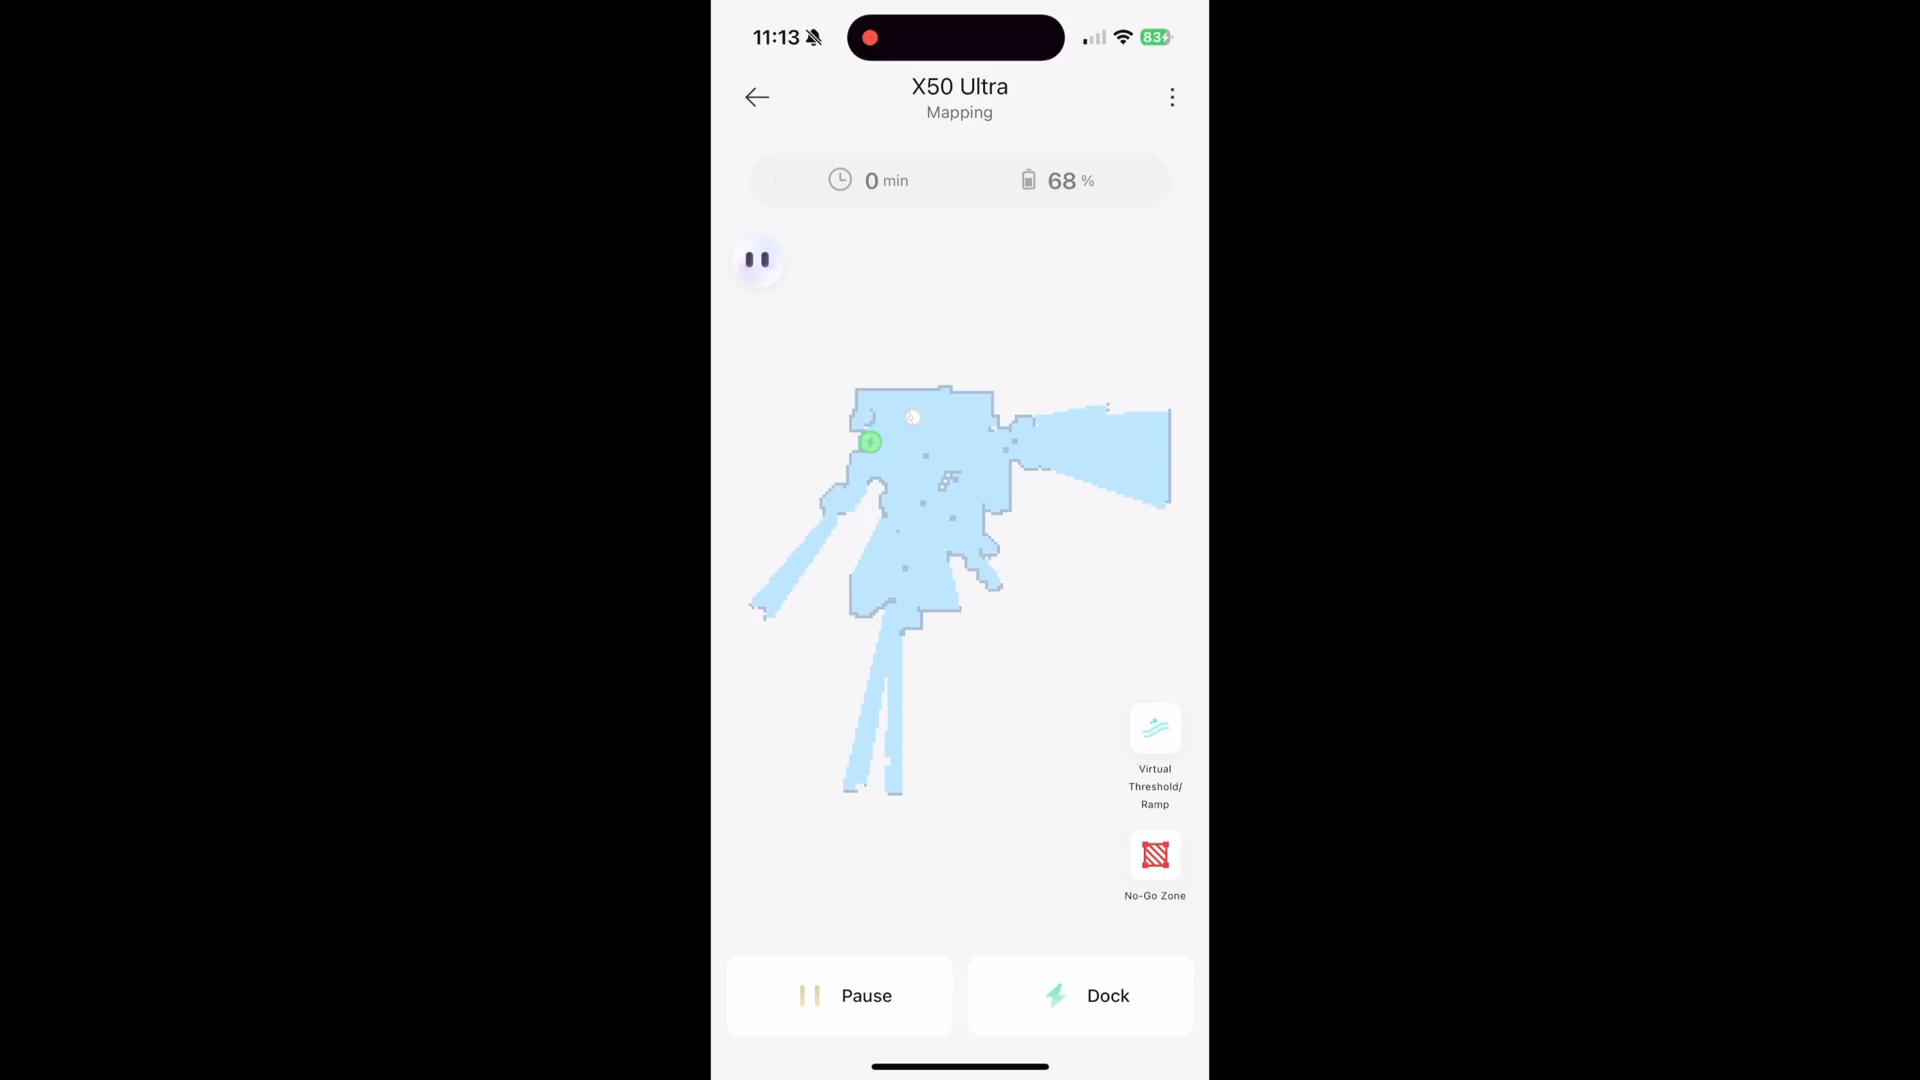 11:13
83
X50 Ultra
Mapping
0 min
68 %
Virtual
Threshold/
Ramp
No-Go Zone
Pause
Dock